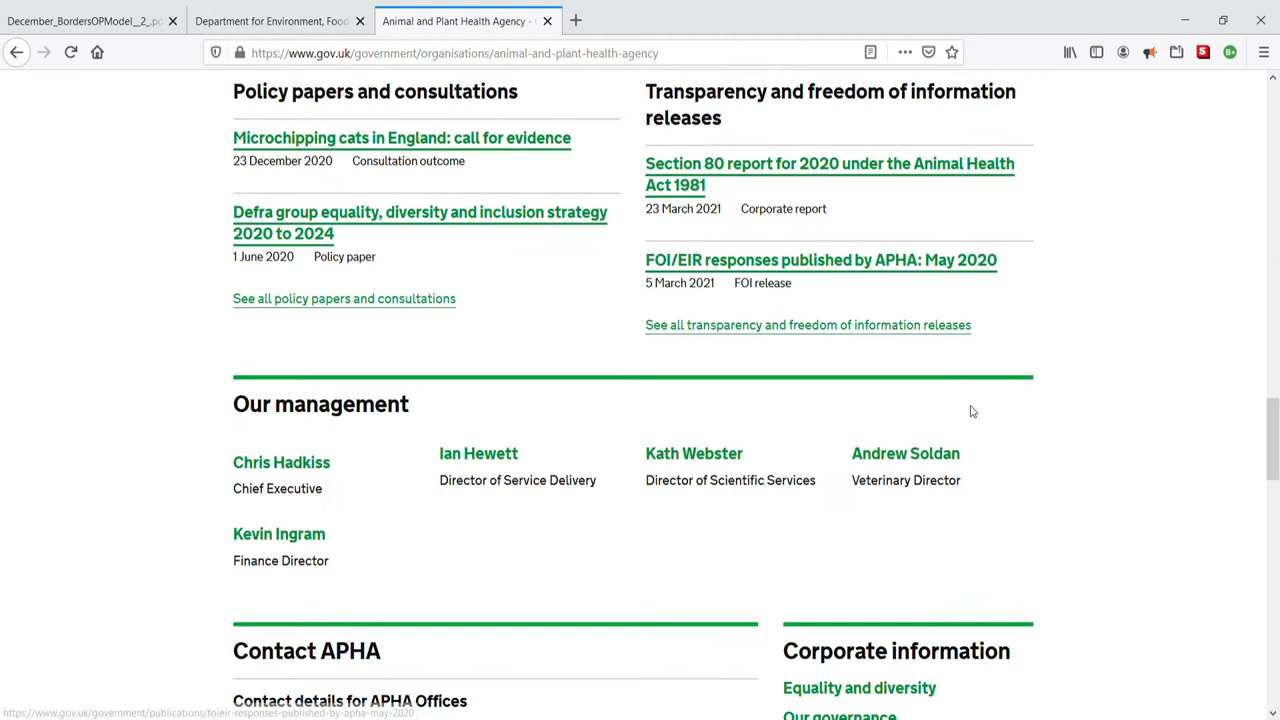 December_BordersOPModel__2_.pd
Department for Environment, Food
Animal and Plant Health Agency -
https://www.gov.uk/government/organisations/animal-and-plant-health-agency
Policy papers and consultations
Microchipping cats in England: call for evidence
23 December 2020 Consultation outcome
Defra group equality, diversity and inclusion strategy
2020 to 2024
1 June 2020 Policy paper
See all policy papers and consultations
Transparency and freedom of information
releases
Section 80 report for 2020 under the Animal Health
Act 1981
23 March 2021 Corporate report
FOI/EIR responses published by APHA: May 2020
5 March 2021 FOI release
See all transparency and freedom of information releases
Our management
Chris Hadkiss
Chief Executive
Ian Hewett
Director of Service Delivery
Kath Webster
Director of Scientific Services
Andrew Soldan
Veterinary Director
Kevin Ingram
Finance Director
Contact APHA
Contact details for APHA Offices
Corporate information
Equality and diversity
Our governance
https://www.gov.uk/government/publications/foieir-responses-published-by-apha-may-2020